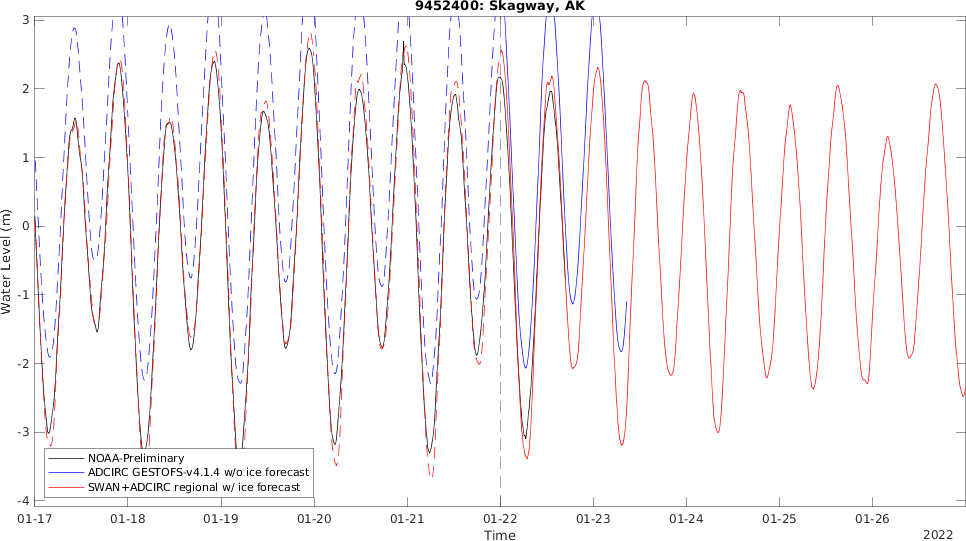 9452400: Skagway, AK
3
2
1
0
-1
-2
-3
-4
Water Level (m)
NOAA-Preliminary
ADCIRC GESTOFS-v4.1.4 w/o ice forecast
SWAN+ADCIRC regional w/ ice forecast
01-17 01-18 01-19 01-20 01-21 01-22 01-23 01-24 01-25 01-26
Time
2022